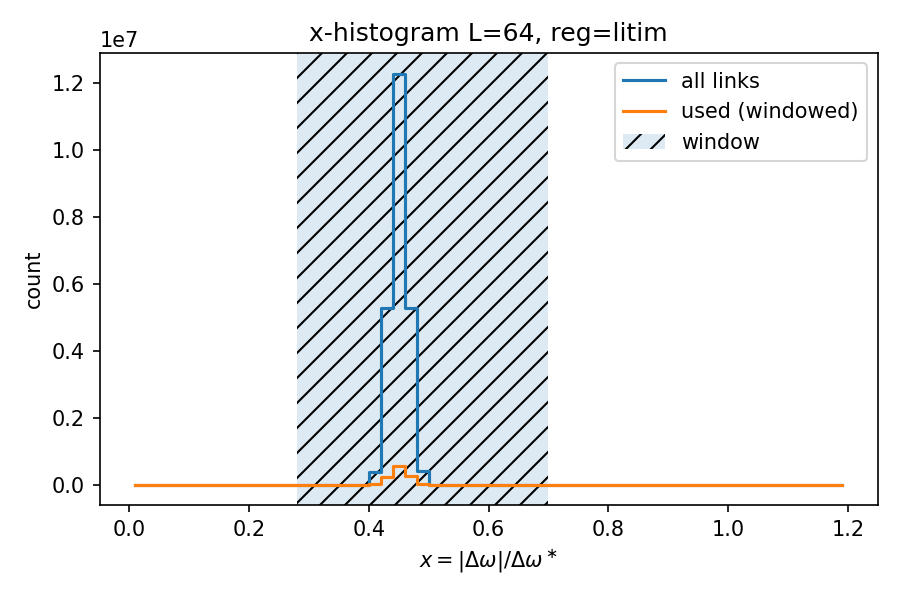 x-histogram L=64, reg=litim
1e7
all links
used (windowed)
window
count
1.2
1.0
0.8
0.6
0.4
0.2
0.0
0.0 0.2 0.4 0.6 0.8 1.0 1.2
x = |Δω|/Δω*